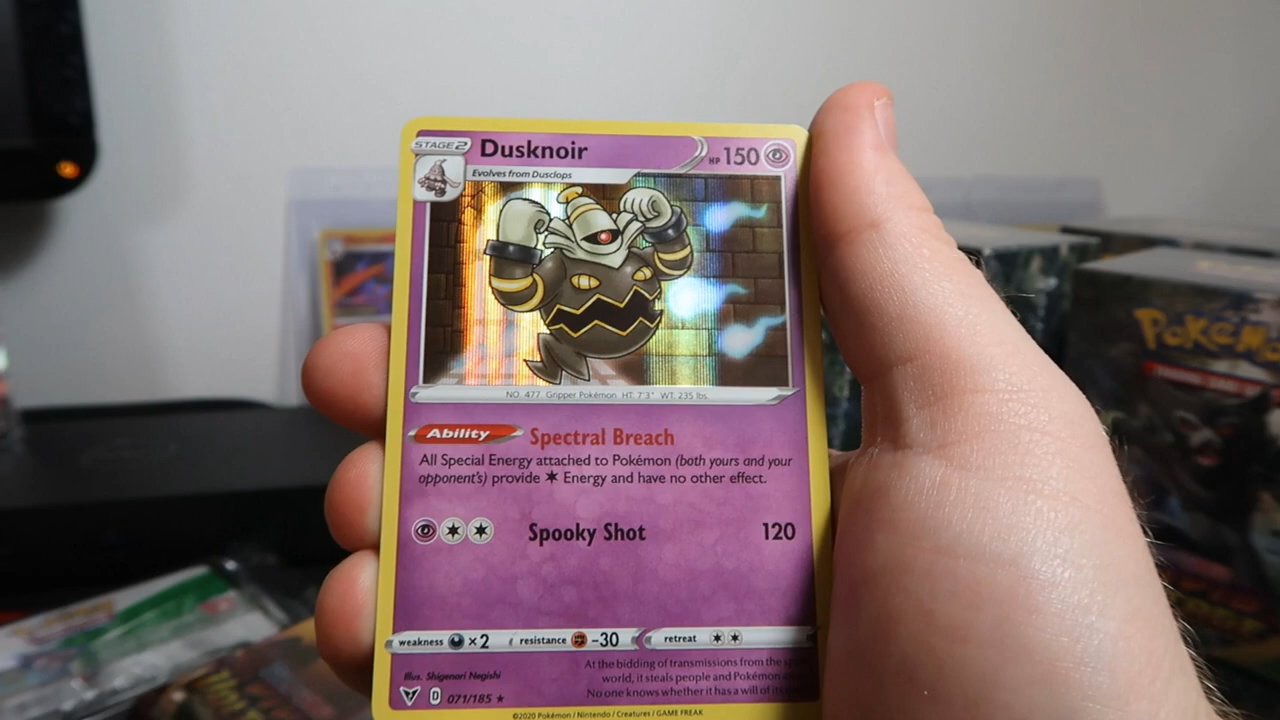 STAGE 2
Dusknoir
HP 150
Evolves from Dusclops
NO. 477 Gripper Pokémon HT: 7'3" WT: 235 lbs.
Ability Spectral Breach
All Special Energy attached to Pokémon (both yours and your
opponent's) provide Energy and have no other effect.
Spooky Shot 120
weakness ×2 resistance -30 retreat
At the bidding of transmissions from the
Illus. Shigenori Negishi
world, it steals people and Pokémon
No one knows whether it has a will of
D 071/185 ★
©2020 Pokémon / Nintendo / Creatures / GAME FREAK